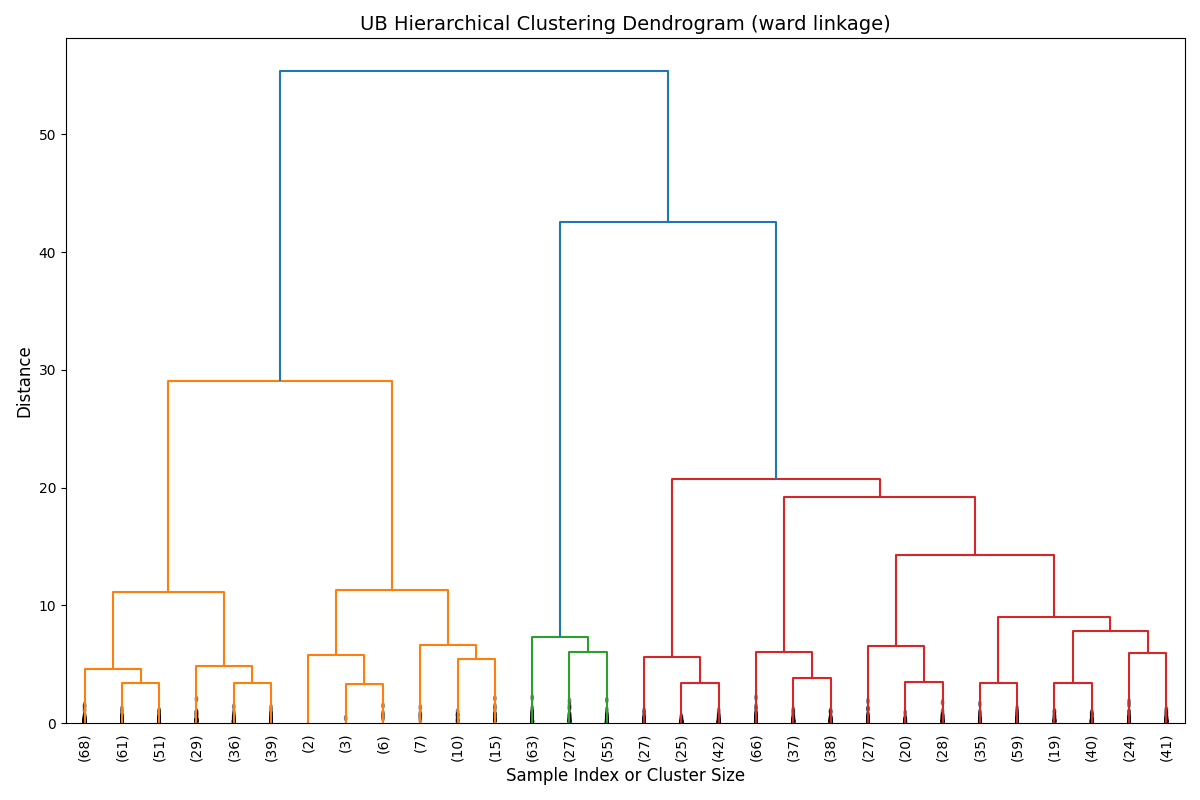 UB Hierarchical Clustering Dendrogram (ward linkage)
50
40
30
20
10
0
Distance
(68) (61) (51) (29) (36) (39) (2) (3) (6) (7) (10) (15) (63) (27) (55) (27) (25) (42) (66) (37) (38) (27) (20) (28) (35) (59) (19) (40) (24) (41)
Sample Index or Cluster Size